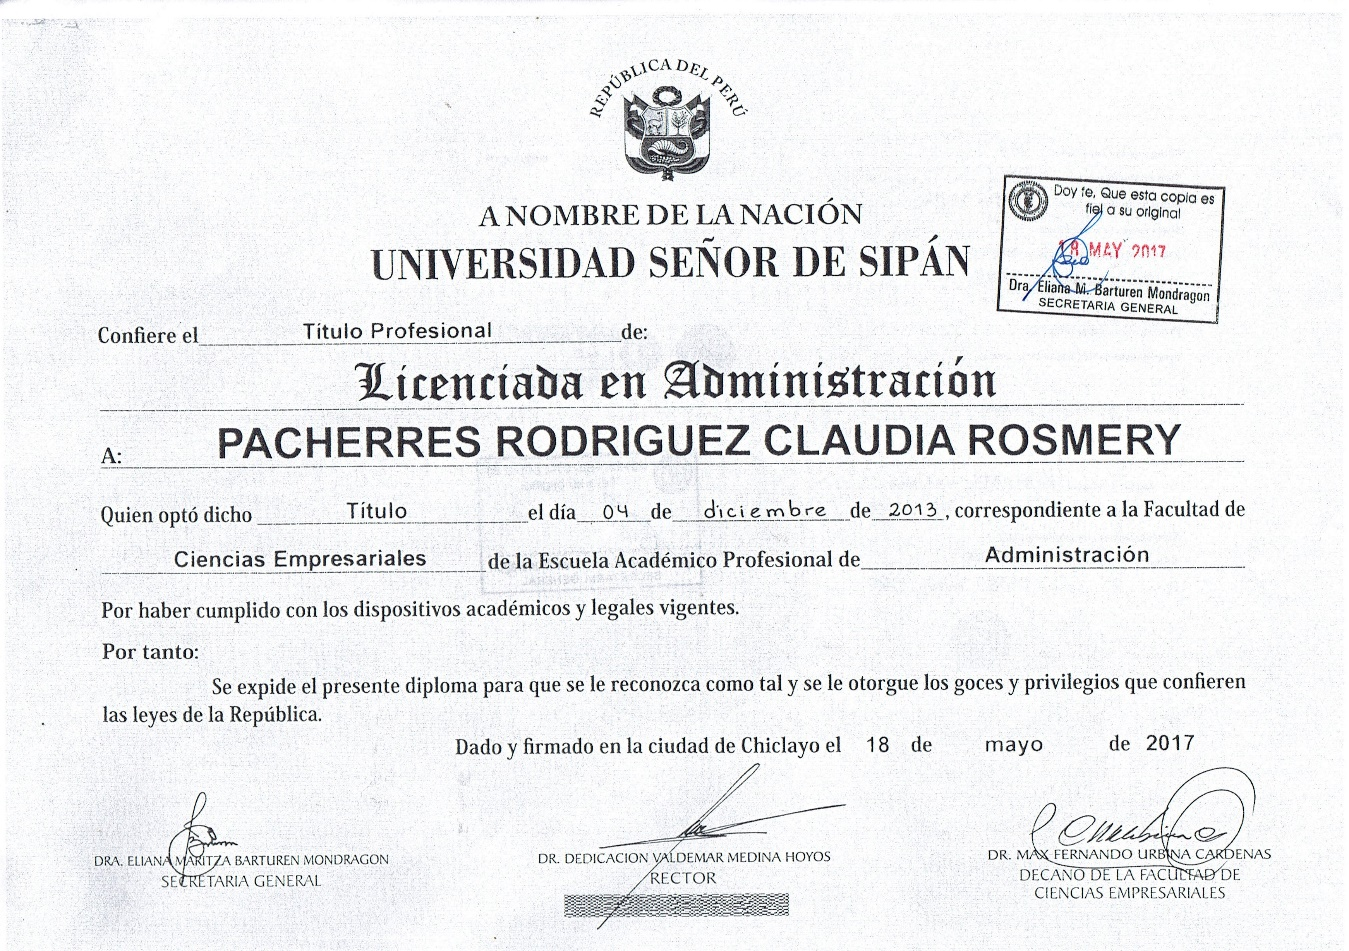 REPÚBLICA DEL PERÚ
A NOMBRE DE LA NACIÓN
UNIVERSIDAD SEÑOR DE SIPÁN
Doy fe, Que esta copia es
fiel a su original
MAY 2017
Dra. Eliana M. Barturen Mondragon
SECRETARIA GENERAL
Confiere el Título Profesional de:
Licenciada en Administración
A: PACHERRES RODRIGUEZ CLAUDIA ROSMERY
Quien optó dicho Título el día 04 de diciembre de 2013, correspondiente a la Facultad de
Ciencias Empresariales de la Escuela Académico Profesional de Administración
Por haber cumplido con los dispositivos académicos y legales vigentes.
Por tanto:
Se expide el presente diploma para que se le reconozca como tal y se le otorgue los goces y privilegios que confieren
las leyes de la República.
Dado y firmado en la ciudad de Chiclayo el 18 de mayo de 2017
DRA. ELIANA MARITZA BARTUREN MONDRAGON
SECRETARIA GENERAL
DR. DEDICACION VALDEMAR MEDINA HOYOS
RECTOR
DR. MAX FERNANDO URBINA CARDENAS
DECANO DE LA FACULTAD DE
CIENCIAS EMPRESARIALES